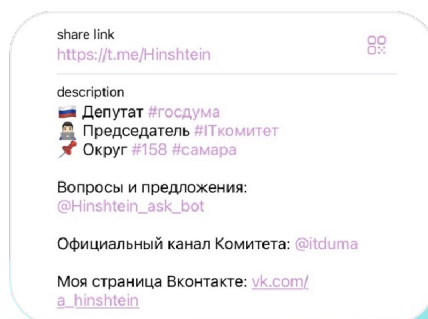 share link
https://t.me/Hinshtein
description
🇷🇺 Депутат #госдума
👨🏻‍💻 Председатель #ITкомитет
📌 Округ #158 #самара
Вопросы и предложения:
@Hinshtein_ask_bot
Официальный канал Комитета: @itduma
Моя страница Вконтакте: vk.com/
a_hinshtein